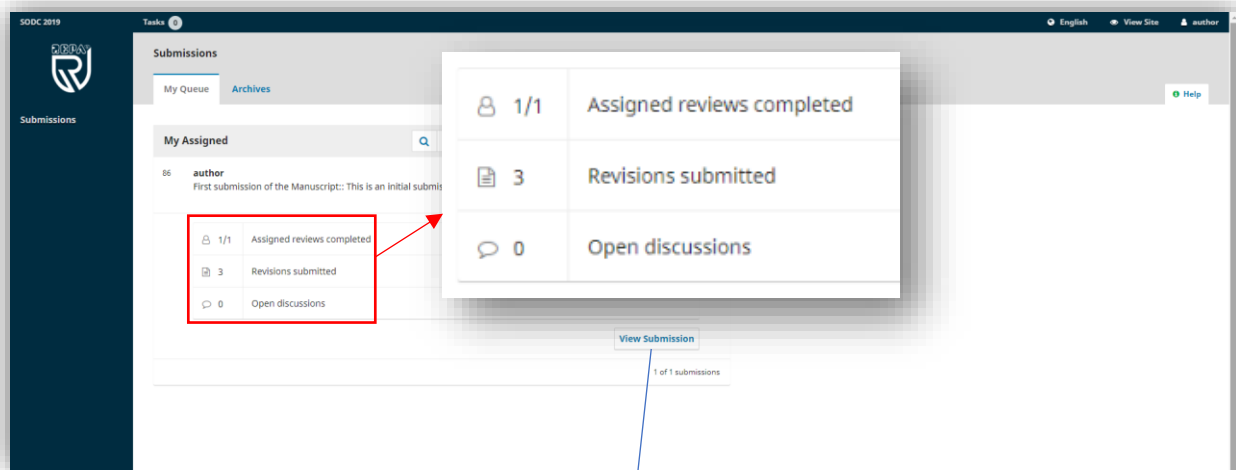 SODC 2019 Tasks 0 English View Site author
Submissions
My Queue Archives
Help
Submissions
My Assigned
86 author
First submission of the Manuscript:: This is an initial
1/1 Assigned reviews completed
3 Revisions submitted
0 Open discussions
1/1 Assigned reviews completed
3 Revisions submitted
0 Open discussions
View Submission
1 of 1 submissions